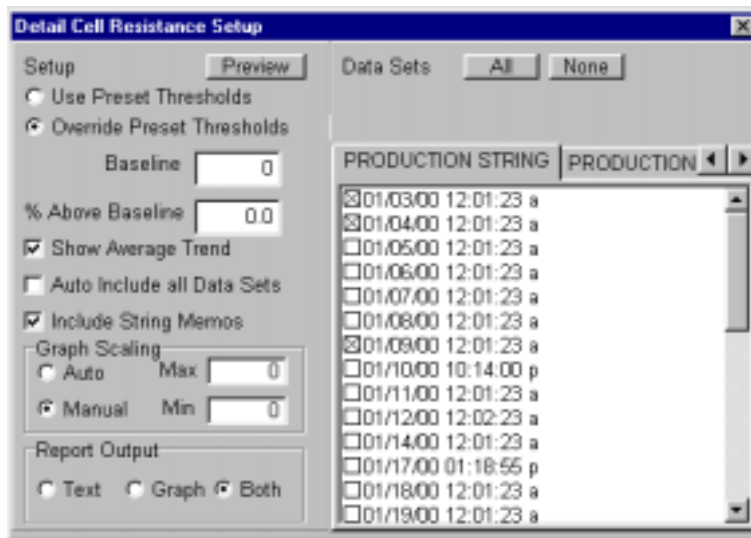 Detail Cell Resistance Setup
Setup
Preview
Use Preset Thresholds
Override Preset Thresholds
Baseline 0
% Above Baseline 0.0
Show Average Trend
Auto Include all Data Sets
Include String Memos
Graph Scaling
Auto Max 0
Manual Min 0
Report Output
Text Graph Both
Data Sets All None
PRODUCTION STRING PRODUCTION
01/03/00 12:01:23 a
01/04/00 12:01:23 a
01/05/00 12:01:23 a
01/06/00 12:01:23 a
01/07/00 12:01:23 a
01/08/00 12:01:23 a
01/09/00 12:01:23 a
01/10/00 10:14:00 p
01/11/00 12:01:23 a
01/12/00 12:02:23 a
01/14/00 12:01:23 a
01/17/00 01:18:55 p
01/18/00 12:01:23 a
01/19/00 12:01:23 a